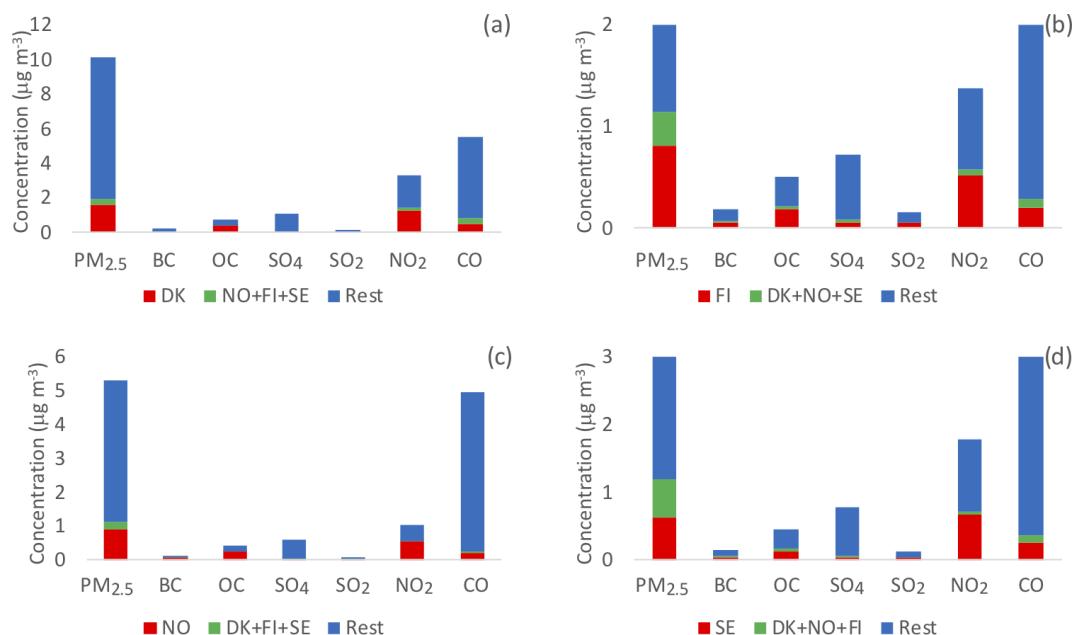 (a)
Concentration (µg m-3)
12
10
8
6
4
2
0
PM2.5 BC OC SO4 SO2 NO2 CO
DK NO+FI+SE Rest
(b)
Concentration (µg m-3)
2
1
0
PM2.5 BC OC SO4 SO2 NO2 CO
FI DK+NO+SE Rest
(c)
Concentration (µg m-3)
6
5
4
3
2
1
0
PM2.5 BC OC SO4 SO2 NO2 CO
NO DK+FI+SE Rest
(d)
Concentration (µg m-3)
3
2
1
0
PM2.5 BC OC SO4 SO2 NO2 CO
SE DK+NO+FI Rest